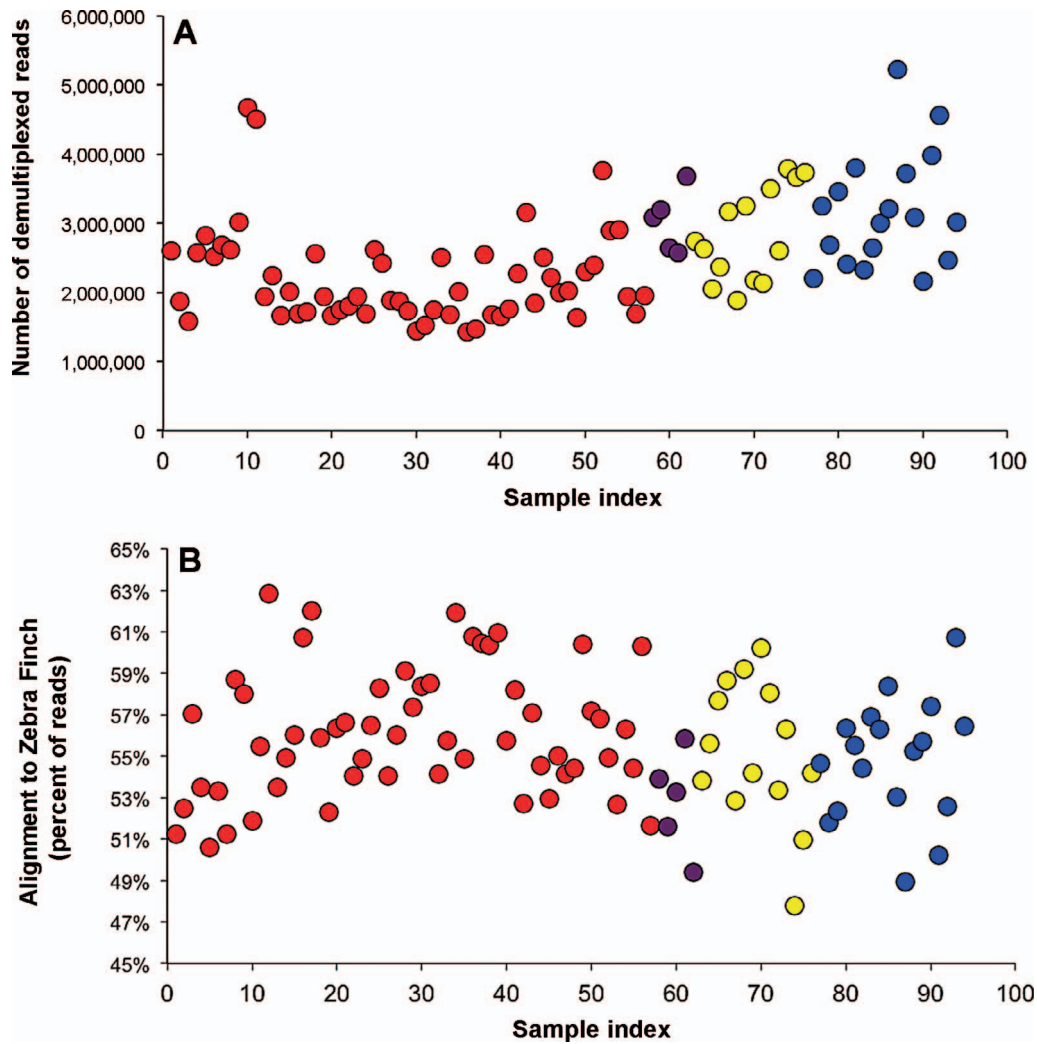 A
Number of demultiplexed reads
6,000,000
5,000,000
4,000,000
3,000,000
2,000,000
1,000,000
0
0 10 20 30 40 50 60 70 80 90 100
Sample index
B
Alignment to Zebra Finch
(percent of reads)
65%
63%
61%
59%
57%
55%
53%
51%
49%
47%
45%
0 10 20 30 40 50 60 70 80 90 100
Sample index